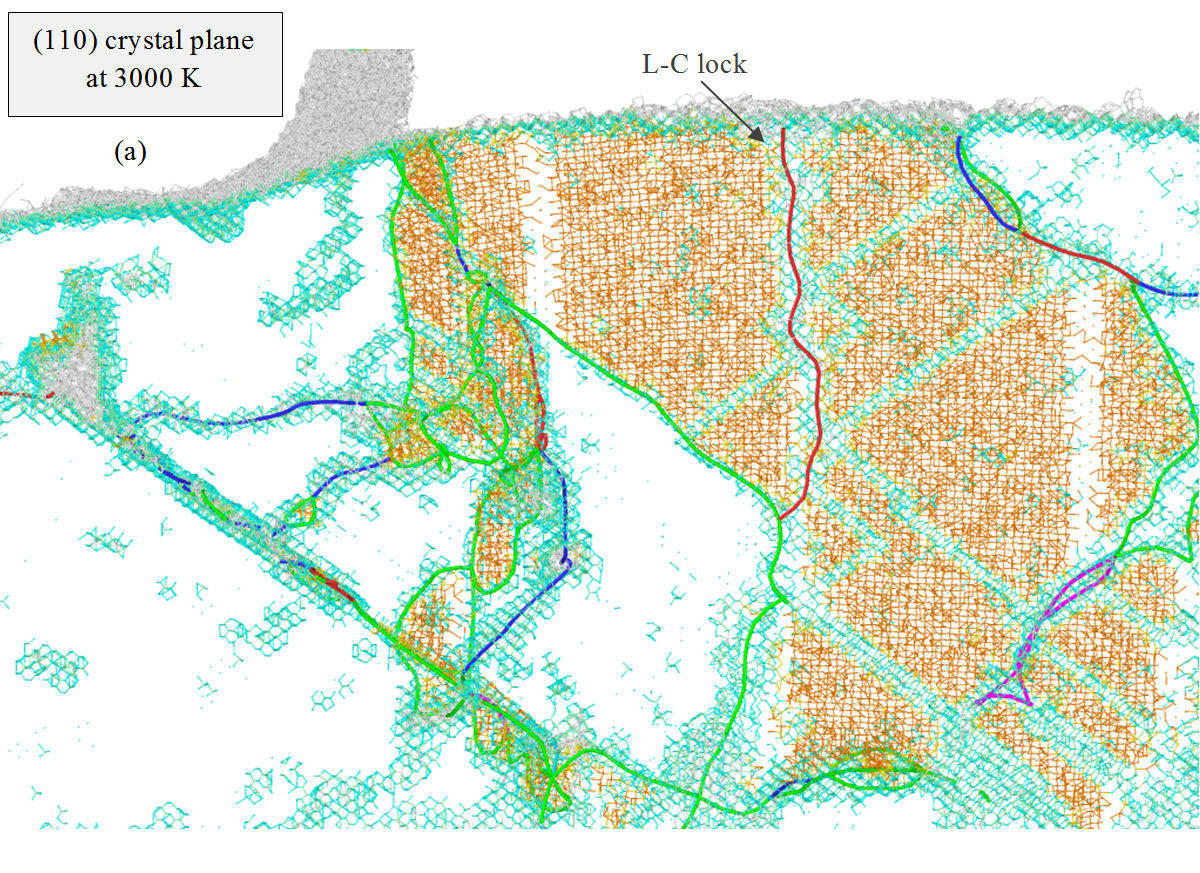 (110) crystal plane
at 3000 K
L-C lock
(a)